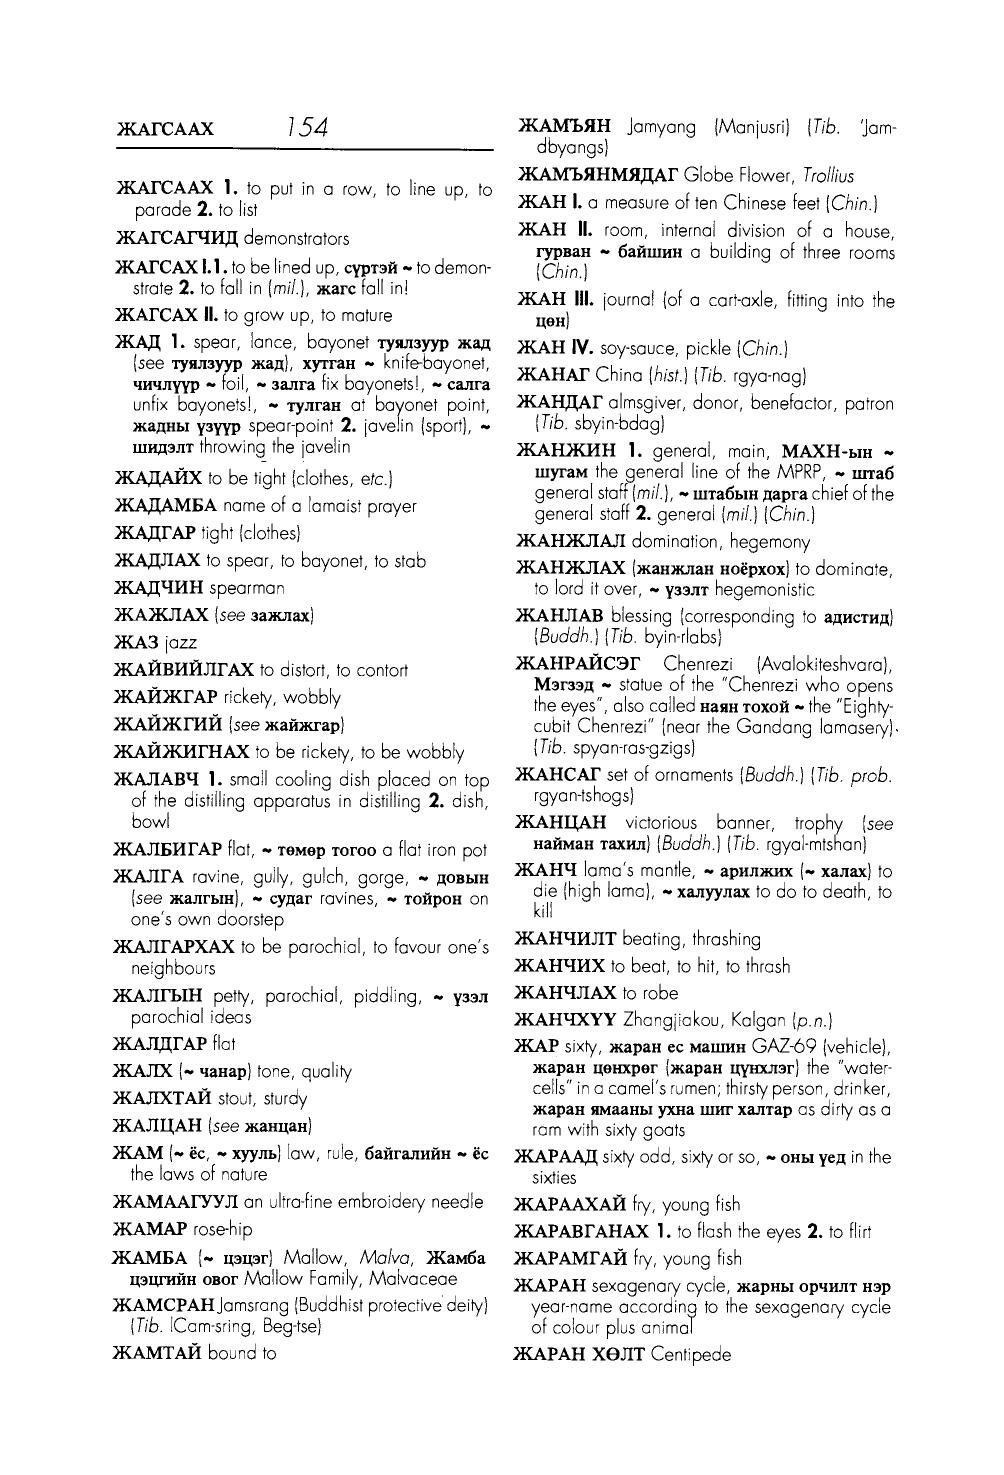 ЖАГСААХ 154
ЖАГСААХ 1. to put in a row, to line up, to
parade 2. to list
ЖАГСАГЧИД demonstrators
ЖАГСАХ I.1. to be lined up, сүртэй ~ to demon-
strate 2. to fall in (mil.), жагс fall in!
ЖАГСАХ II. to grow up, to mature
ЖАД 1. spear, lance, bayonet туялзуур жад
(see туялзуур жад), хутган ~ knife-bayonet,
чичлүүр ~ foil, ~ залга fix bayonets!, ~ салга
unfix bayonets!, ~ тулган at bayonet point,
жадны үзүүр spear-point 2. javelin (sport), ~
шидэлт throwing the javelin
ЖАДАЙХ to be tight (clothes, etc.)
ЖАДАМБА name of a lamaist prayer
ЖАДГАР tight (clothes)
ЖАДЛАХ to spear, to bayonet, to stab
ЖАДЧИН spearman
ЖАЖЛАХ (see зажлах)
ЖАЗ jazz
ЖАЙВИЙЛГАХ to distort, to contort
ЖАЙЖГАР rickety, wobbly
ЖАЙЖГИЙ (see жайжгар)
ЖАЙЖИГНАХ to be rickety, to be wobbly
ЖАЛАВЧ 1. small cooling dish placed on top
of the distilling apparatus in distilling 2. dish,
bowl
ЖАЛБИГАР flat, ~ төмөр тогоо a flat iron pot
ЖАЛГА ravine, gully, gulch, gorge, ~ довын
(see жалгын), ~ судаг ravines, ~ тойрон on
one's own doorstep
ЖАЛГАРХАХ to be parochial, to favour one's
neighbours
ЖАЛГЫН petty, parochial, piddling, ~ үзэл
parochial ideas
ЖАЛДГАР flat
ЖАЛХ (~ чанар) tone, quality
ЖАЛХТАЙ stout, sturdy
ЖАЛЦАН (see жанцан)
ЖАМ (~ ёс, ~ хууль) law, rule, байгалийн ~ ёс
the laws of nature
ЖАМААГУУЛ an ultra-fine embroidery needle
ЖАМАР rose-hip
ЖАМБА (~ цэцэг) Mallow, Malva, Жамба
цэцгийн овог Mallow Family, Malvaceae
ЖАМСРАН Jamsrang (Buddhist protective deity)
(Tib. lCam-sring, Beg-tse)
ЖАМТАЙ bound to
ЖАМЪЯН Jamyang (Manjusri) (Tib. 'Jam-
dbyangs)
ЖАМЪЯНМЯДАГ Globe Flower, Trollius
ЖАН I. a measure of ten Chinese feet (Chin.)
ЖАН II. room, internal division of a house,
гурван ~ байшин a building of three rooms
(Chin.)
ЖАН III. journal (of a cart-axle, fitting into the
цөн)
ЖАН IV. soy-sauce, pickle (Chin.)
ЖАНАГ China (hist.) (Tib. rgya-nag)
ЖАНДАГ almsgiver, donor, benefactor, patron
(Tib. sbyin-bdag)
ЖАНЖИН 1. general, main, МАХН-ын ~
шугам the general line of the MPRP, ~ штаб
general staff (mil.), ~ штабын дарга chief of the
general staff 2. general (mil.) (Chin.)
ЖАНЖЛАЛ domination, hegemony
ЖАНЖЛАХ (жанжлан ноёрхох) to dominate,
to lord it over, ~ үзэлт hegemonistic
ЖАНЛАВ blessing (corresponding to адистид)
(Buddh.) (Tib. byin-rlabs)
ЖАНРАЙСЭГ Chenrezi (Avalokiteshvara),
Мэгзэд ~ statue of the "Chenrezi who opens
the eyes", also called наян тохой ~ the "Eighty-
cubit Chenrezi" (near the Gandang lamasery).
(Tib. spyan-ras-gzigs)
ЖАНСАГ set of ornaments (Buddh.) (Tib. prob.
rgyan-tshogs)
ЖАНЦАН victorious banner, trophy (see
найман тахил) (Buddh.) (Tib. rgyal-mtshan)
ЖАНЧ lama's mantle, ~ арилжих (~ халах) to
die (high lama), ~ халуулах to do to death, to
kill
ЖАНЧИЛТ beating, thrashing
ЖАНЧИХ to beat, to hit, to thrash
ЖАНЧЛАХ to robe
ЖАНЧХҮҮ Zhangjiakou, Kalgan (p.n.)
ЖАР sixty, жаран ес машин GAZ-69 (vehicle),
жаран цөнхрөг (жаран цүнхлэг) the "water-
cells" in a camel's rumen; thirsty person, drinker,
жаран ямааны ухна шиг халтар as dirty as a
ram with sixty goats
ЖАРААД sixty odd, sixty or so, ~ оны үед in the
sixties
ЖАРААХАЙ fry, young fish
ЖАРАВГАНАХ 1. to flash the eyes 2. to flirt
ЖАРАМГАЙ fry, young fish
ЖАРАН sexagenary cycle, жарны орчилт нэр
year-name according to the sexagenary cycle
of colour plus animal
ЖАРАН ХӨЛТ Centipede